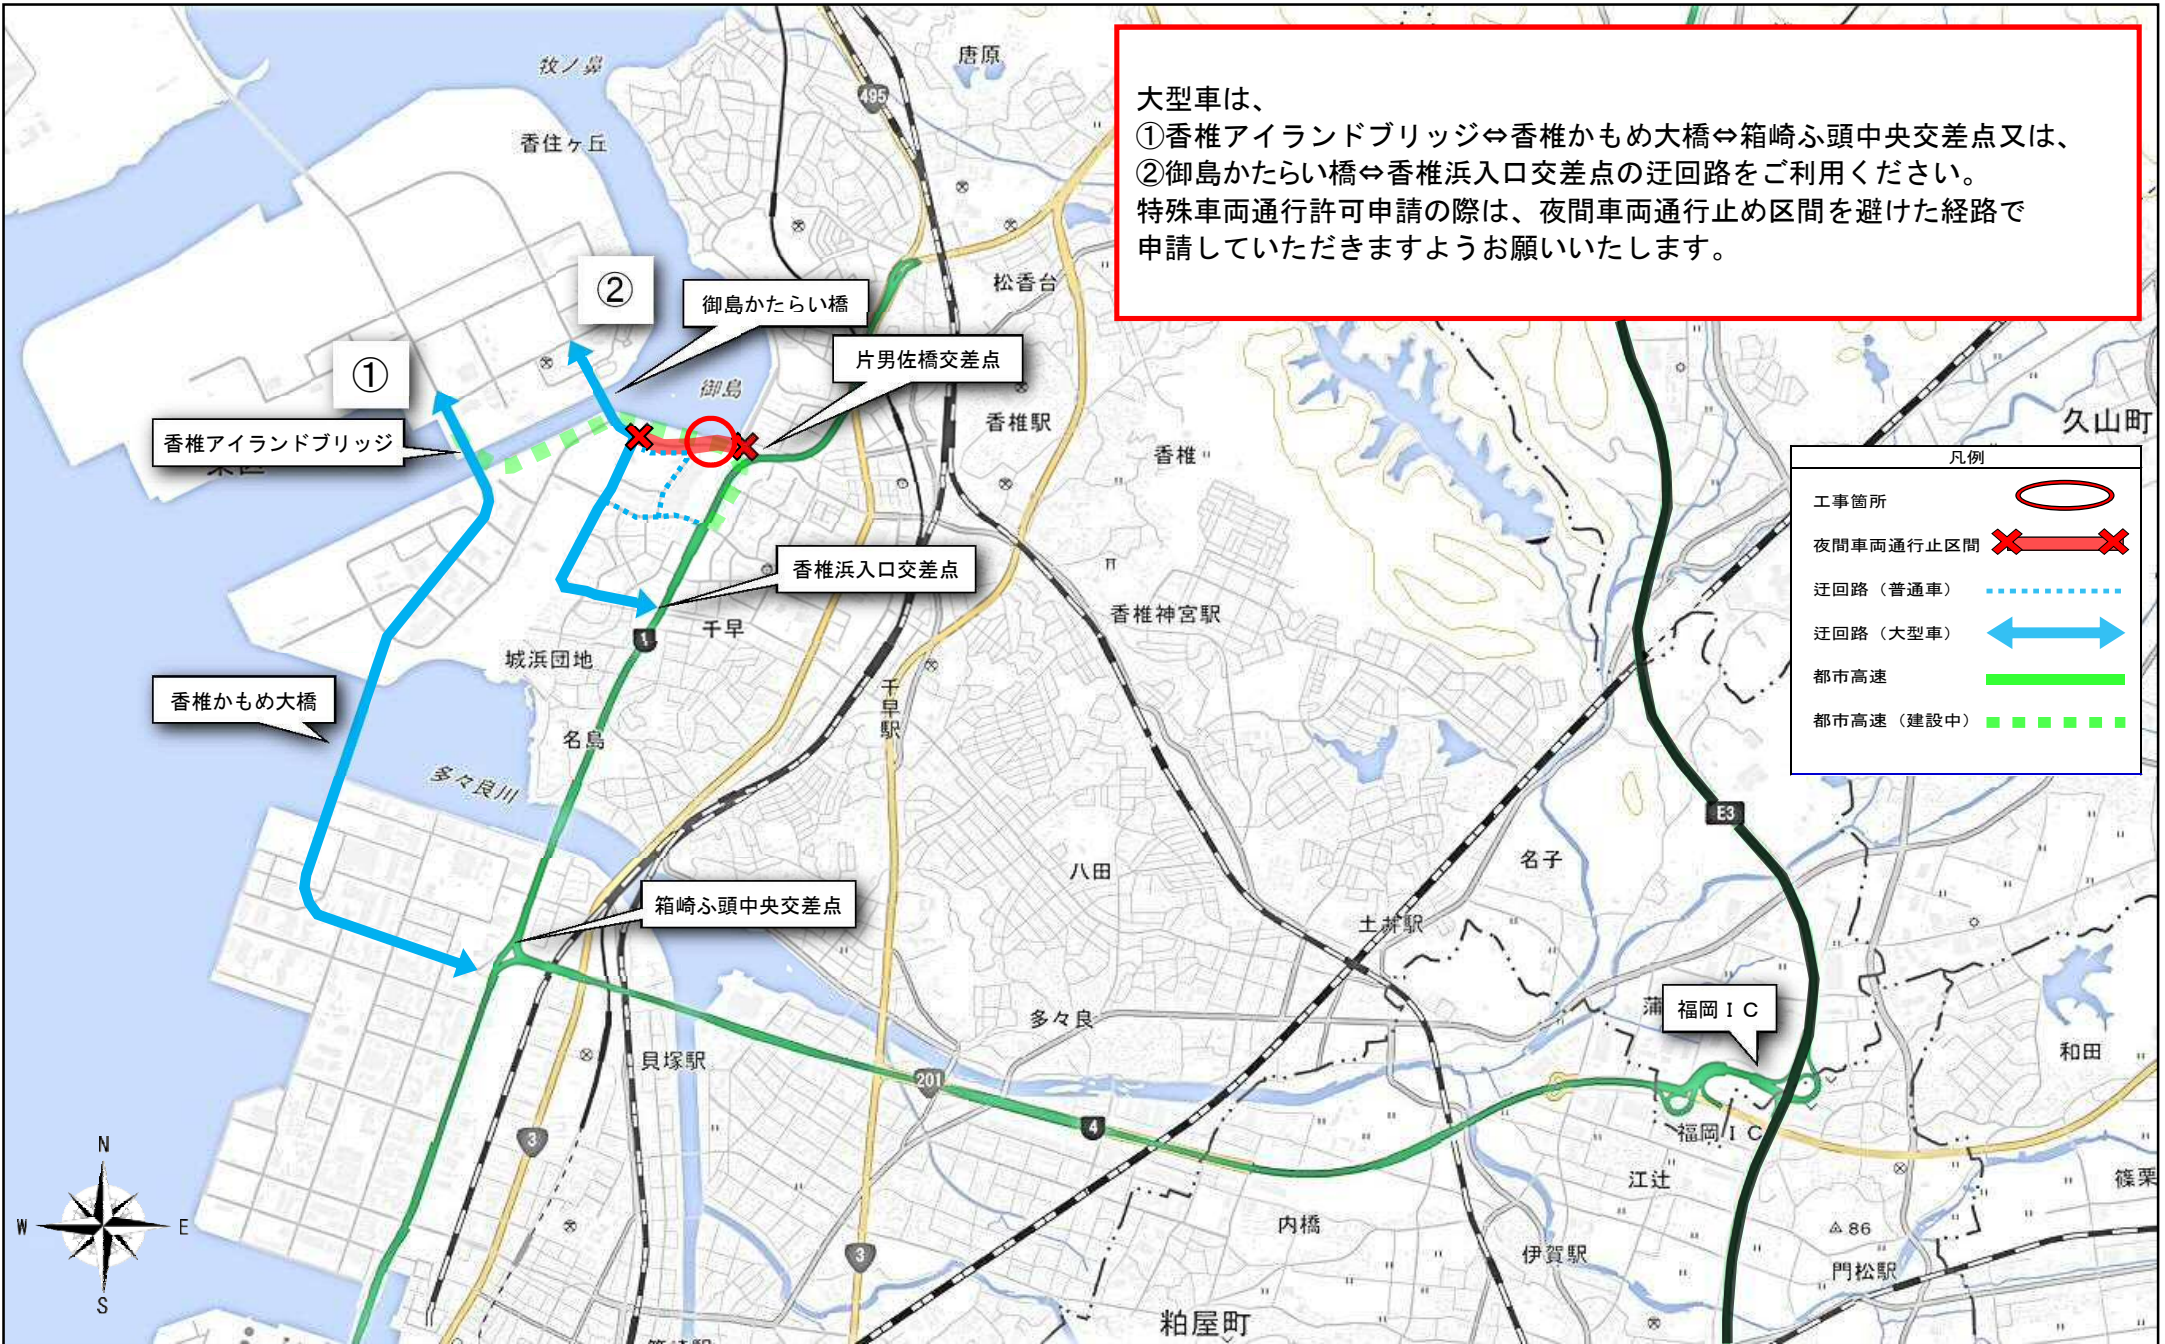 大型車は、
①香椎アイランドブリッジ⇔香椎かもめ大橋⇔箱崎ふ頭中央交差点又は、
②御島かたらい橋⇔香椎浜入口交差点の迂回路をご利用ください。
特殊車両通行許可申請の際は、夜間車両通行止め区間を避けた経路で
申請していただきますようお願いいたします。
牧ノ鼻
唐原
495
香住ヶ丘
松香台
②
御島かたらい橋
片男佐橋交差点
①
御島
香椎駅
香椎アイランドブリッジ
香椎
久山町
凡例
工事箇所
夜間車両通行止区間
迂回路（普通車）
迂回路（大型車）
都市高速
都市高速（建設中）
香椎浜入口交差点
香椎神宮駅
千早
1
城浜団地
香椎かもめ大橋
千早駅
名島
多々良川
E3
八田
名子
箱崎ふ頭中央交差点
土井駅
福岡ＩＣ
蒲
多々良
貝塚駅
和田
201
4
3
福岡ＩＣ
江辻
篠栗
N
W
E
S
内橋
伊賀駅
86
門松駅
3
粕屋町